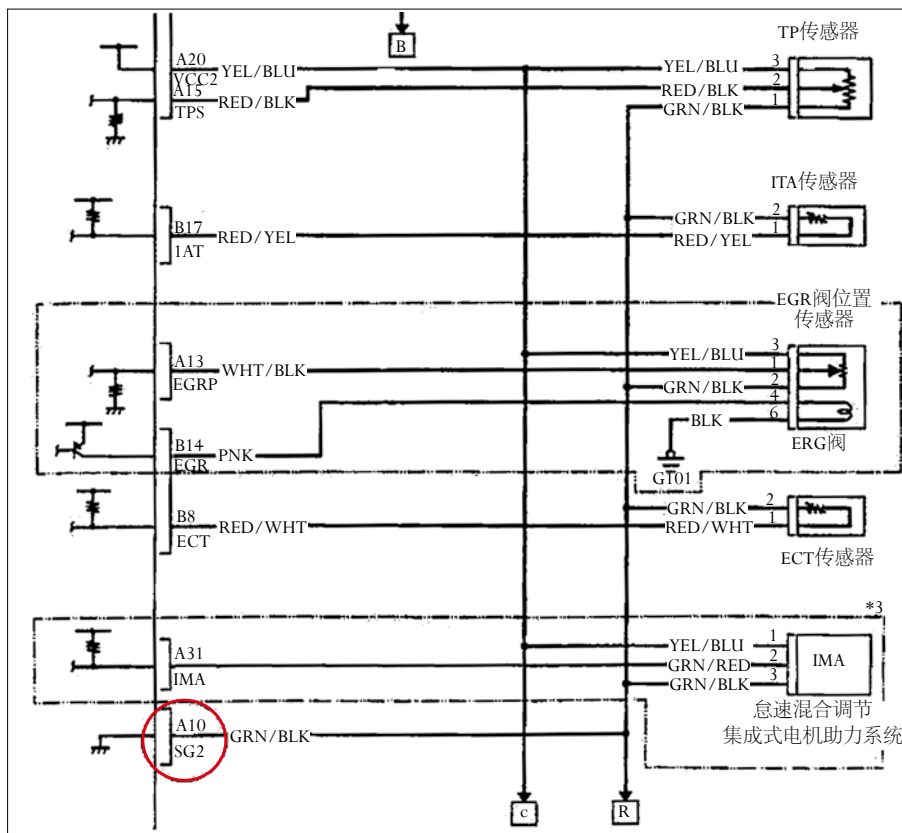 B
TP传感器
A20
VCC2
YEL/BLU
YEL/BLU
3
A15
TPS
RED/BLK
RED/BLK
2
GRN/BLK
1
ITA传感器
GRN/BLK
2
B17
1AT
RED/YEL
RED/YEL
1
EGR阀位置
传感器
YEL/BLU
3
A13
EGRP
WHT/BLK
1
GRN/BLK
2
4
BLK
6
ERG阀
B14
EGR
PNK
G101
GRN/BLK
2
B8
ECT
RED/WHT
RED/WHT
1
ECT传感器
*3
YEL/BLU
1
A31
IMA
GRN/RED
2
IMA
GRN/BLK
3
怠速混合调节
集成式电机助力系统
A10
SG2
GRN/BLK
c
R